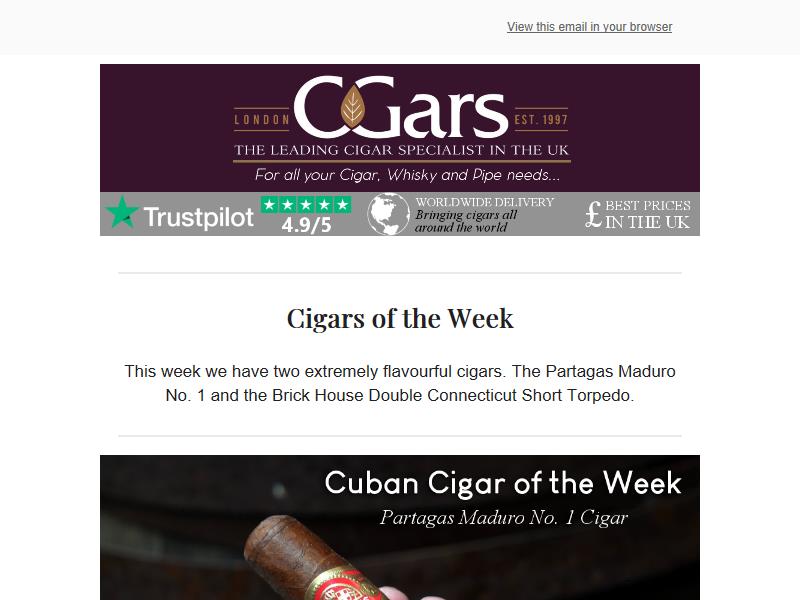 View this email in your browser
LONDON
CGars
EST. 1997
THE LEADING CIGAR SPECIALIST IN THE UK
For all your Cigar, Whisky and Pipe needs...
Trustpilot
4.9/5
WORLDWIDE DELIVERY
Bringing cigars all
around the world
£ BEST PRICES
IN THE UK
Cigars of the Week
This week we have two extremely flavourful cigars. The Partagas Maduro
No. 1 and the Brick House Double Connecticut Short Torpedo.
Cuban Cigar of the Week
Partagas Maduro No. 1 Cigar